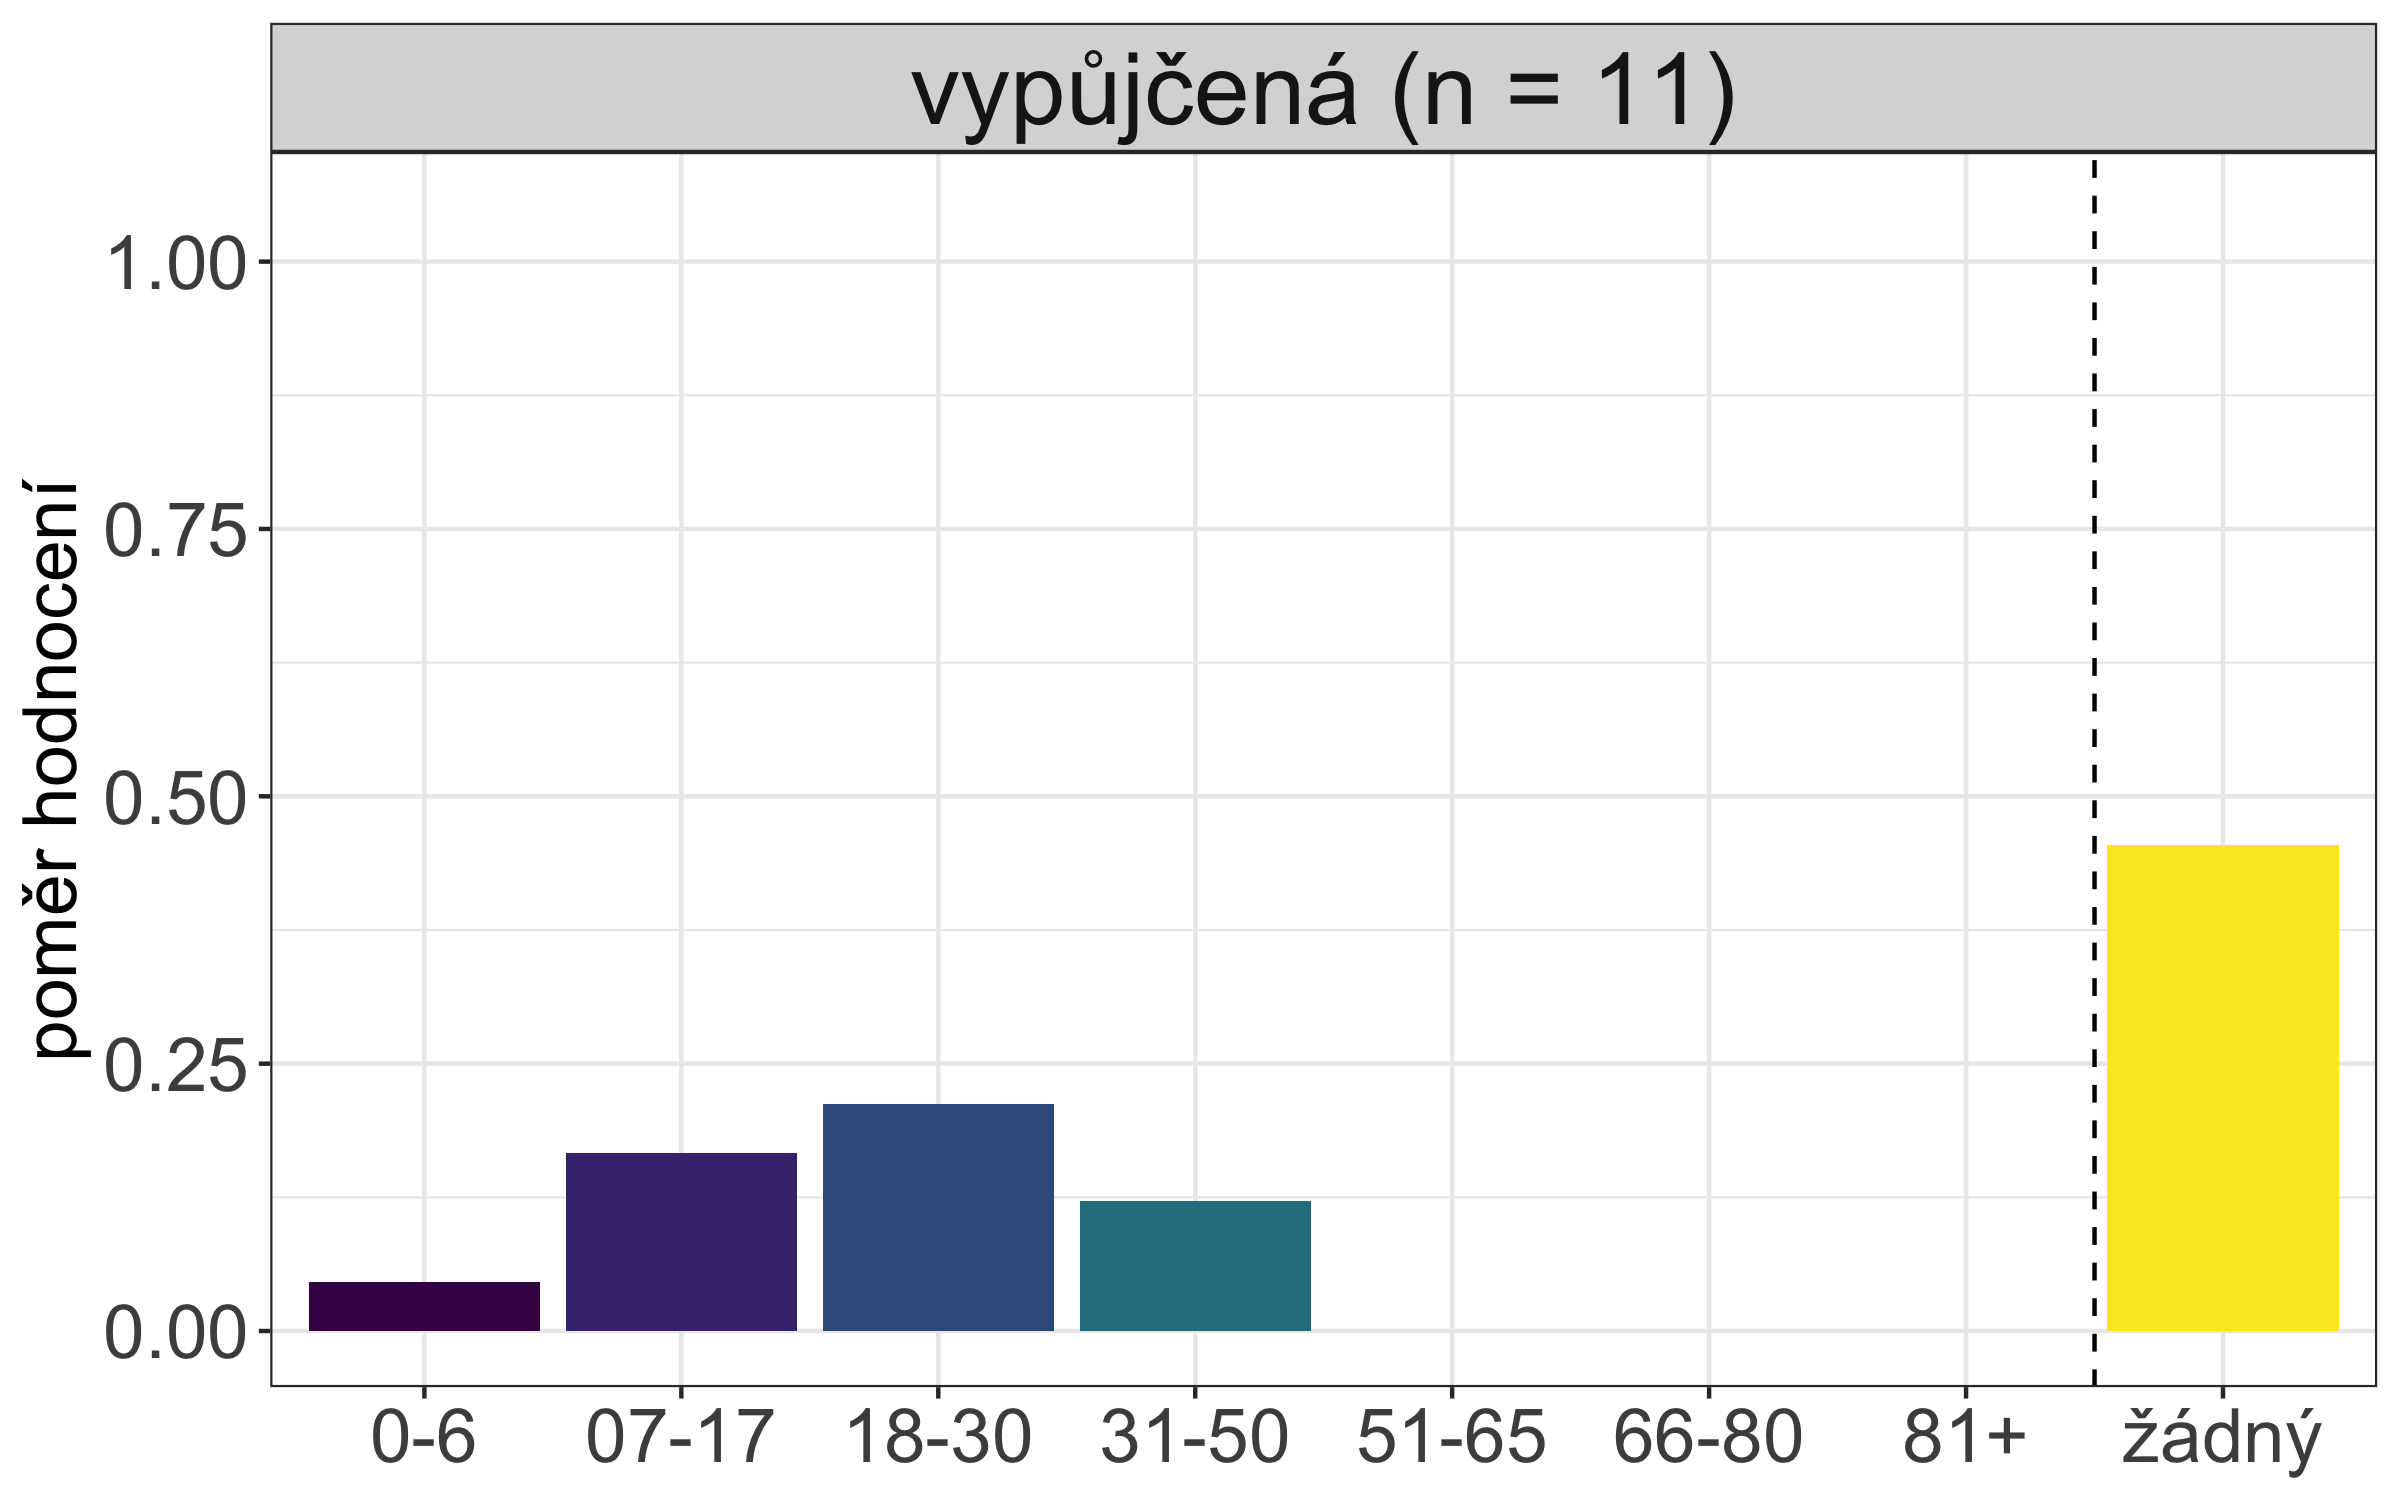 vypůjčená (n = 11)
poměr hodnocení
1.00
0.75
0.50
0.25
0.00
0-6 07-17 18-30 31-50 51-65 66-80 81+ žádný